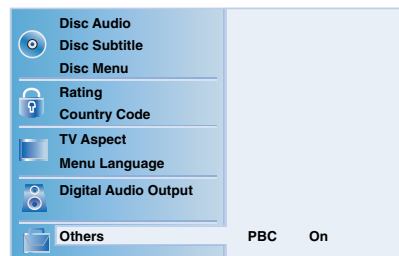 Disc Audio
Disc Subtitle
Disc Menu
Rating
Country Code
TV Aspect
Menu Language
Digital Audio Output
Others PBC On